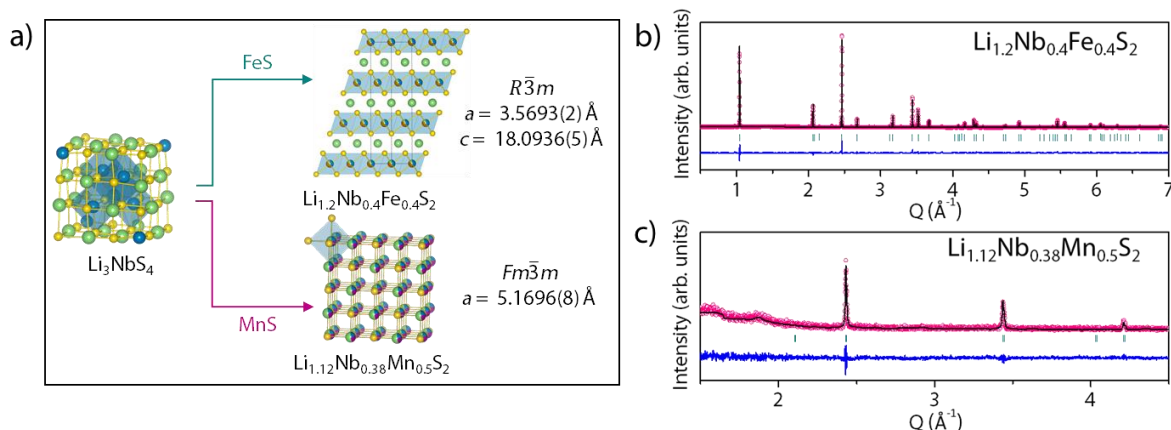 a)
FeS
R3̄m
a = 3.5693(2) Å
c = 18.0936(5) Å
Li1.2Nb0.4Fe0.4S2
Li3NbS4
Fm3̄m
a = 5.1696(8) Å
MnS
Li1.12Nb0.38Mn0.5S2
b)
Li1.2Nb0.4Fe0.4S2
Intensity (arb. units)
1 2 3 4 5 6 7
Q (Å-1)
c)
Li1.12Nb0.38Mn0.5S2
Intensity (arb. units)
2 3 4
Q (Å-1)